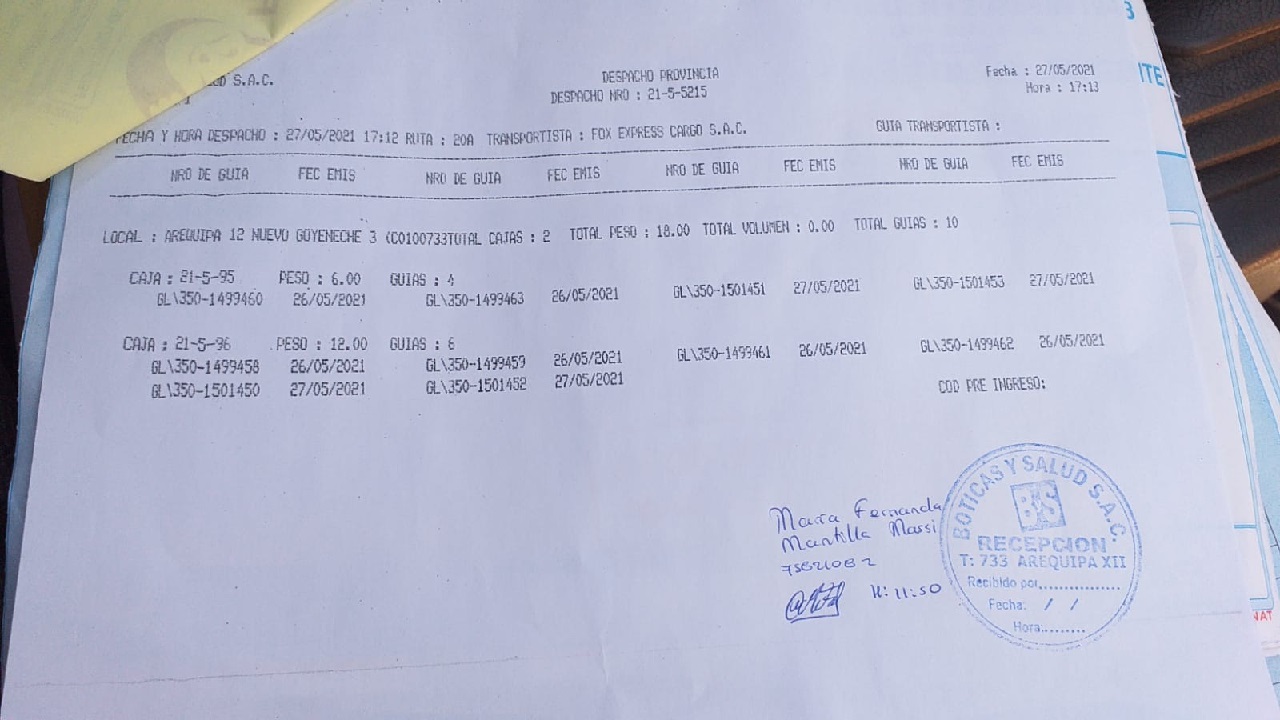 S.A.C.
DESPACHO PROVINCIA
Fecha : 27/05/2021
DESPACHO NRO : 21-5-5215
Hora : 17:13
FECHA Y HORA DESPACHO : 27/05/2021 17:12 RUTA : 20A TRANSPORTISTA : FOX EXPRESS CARGO S.A.C. GUIA TRANSPORTISTA :
NRO DE GUIA FEC EMIS NRO DE GUIA FEC EMIS NRO DE GUIA FEC EMIS NRO DE GUIA FEC EMIS
LOCAL : AREQUIPA 12 NUEVO GOYENECHE 3 (C0100733TOTAL CAJAS : 2 TOTAL PESO : 18.00 TOTAL VOLUMEN : 0.00 TOTAL GUIAS : 10
CAJA : 21-5-95 PESO : 6.00 GUIAS : 4
GL\350-1499460 26/05/2021 GL\350-1499463 26/05/2021 GL\350-1501451 27/05/2021 GL\350-1501453 27/05/2021
CAJA : 21-5-96 PESO : 12.00 GUIAS : 6
GL\350-1499458 26/05/2021 GL\350-1499459 26/05/2021 GL\350-1499461 26/05/2021 GL\350-1499462 26/05/2021
GL\350-1501450 27/05/2021 GL\350-1501452 27/05/2021
COD PRE INGRESO:
Maria Fernanda
Mantilla Massi
H: 11:50
BOTICAS Y SALUD S.A.C.
BS
RECEPCION
T: 733 AREQUIPA XII
Recibido por................
Fecha: / /
Hora..........